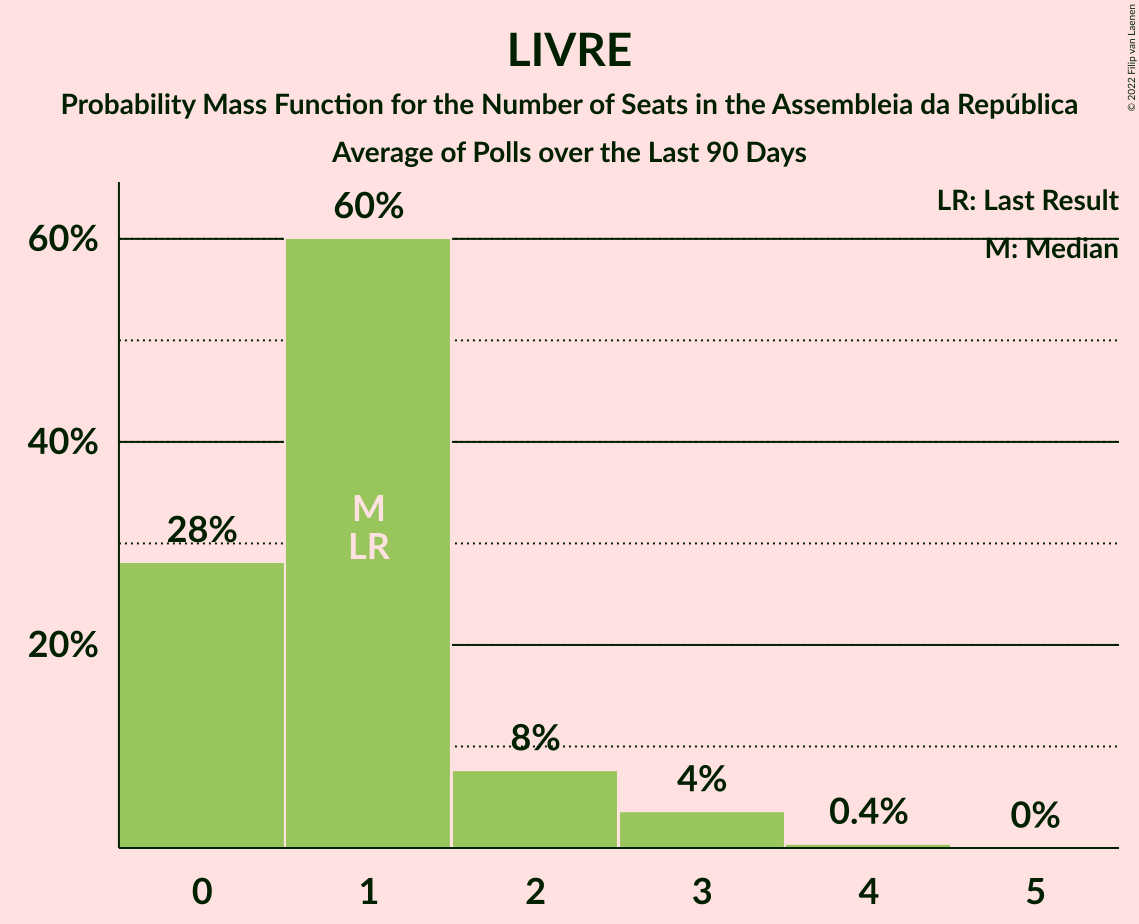 LIVRE
Probability Mass Function for the Number of Seats in the Assembleia da República
Average of Polls over the Last 90 Days
© 2022 Filip van Laenen
LR: Last Result
M: Median
60%
40%
20%
28%
60%
M
LR
8%
4%
0.4%
0%
0
1
2
3
4
5